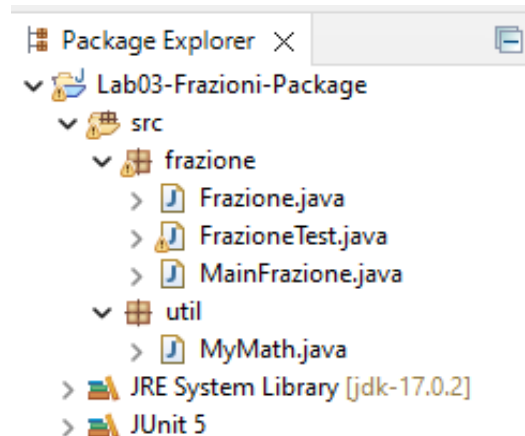 Package Explorer
Lab03-Frazioni-Package
src
frazione
Frazione.java
FrazioneTest.java
MainFrazione.java
util
MyMath.java
JRE System Library [jdk-17.0.2]
JUnit 5